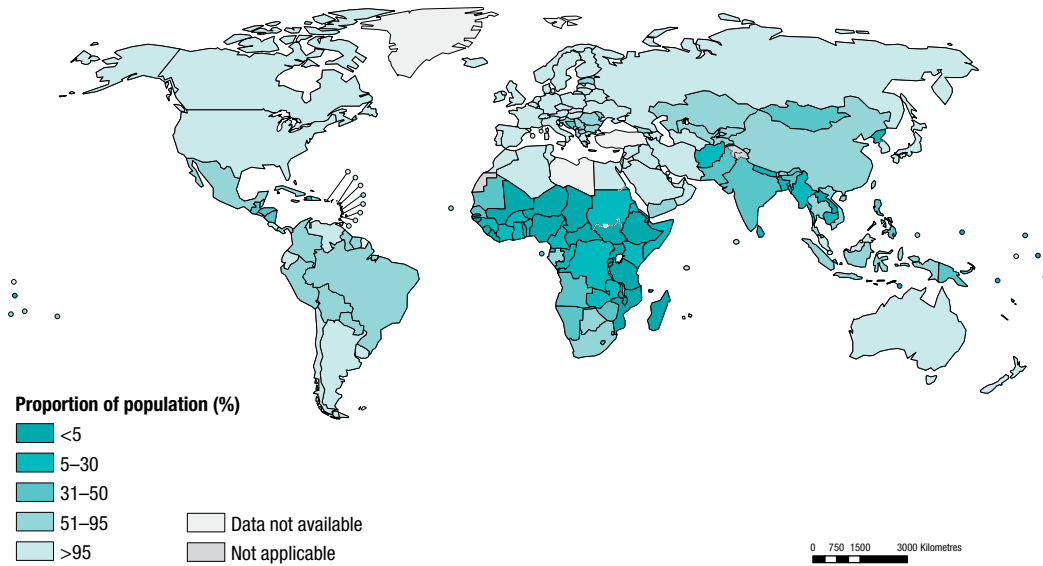 Proportion of population (%)
<5
5–30
31–50
51–95
>95
Data not available
Not applicable
0 750 1500 3000 Kilometres